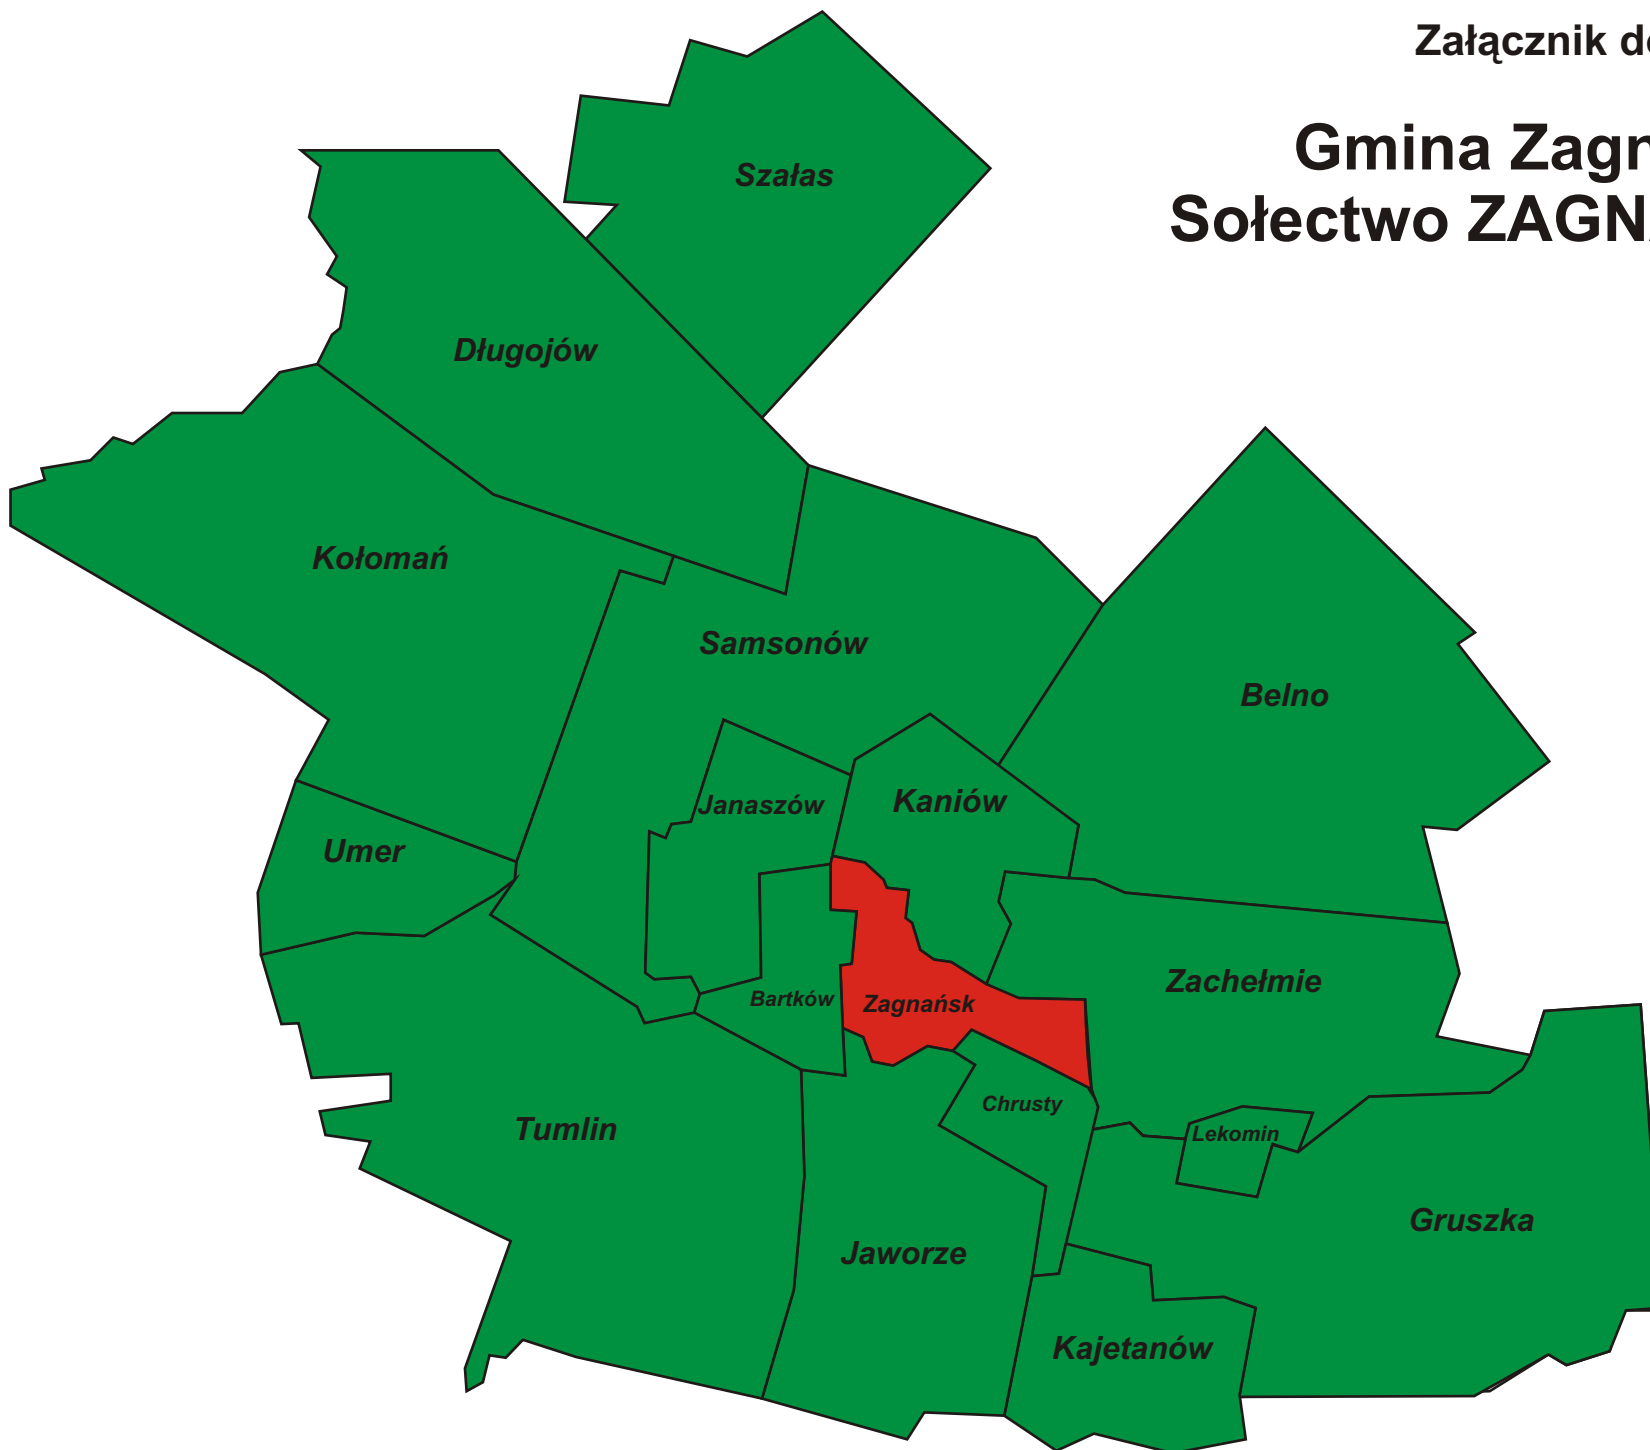 Załącznik do
Gmina Zagn
Sołectwo ZAGN
Szałas
Długojów
Kołomań
Samsonów
Belno
Janaszów
Kaniów
Umer
Zachełmie
Bartków
Zagnańsk
Chrusty
Tumlin
Lekomin
Gruszka
Jaworze
Kajetanów